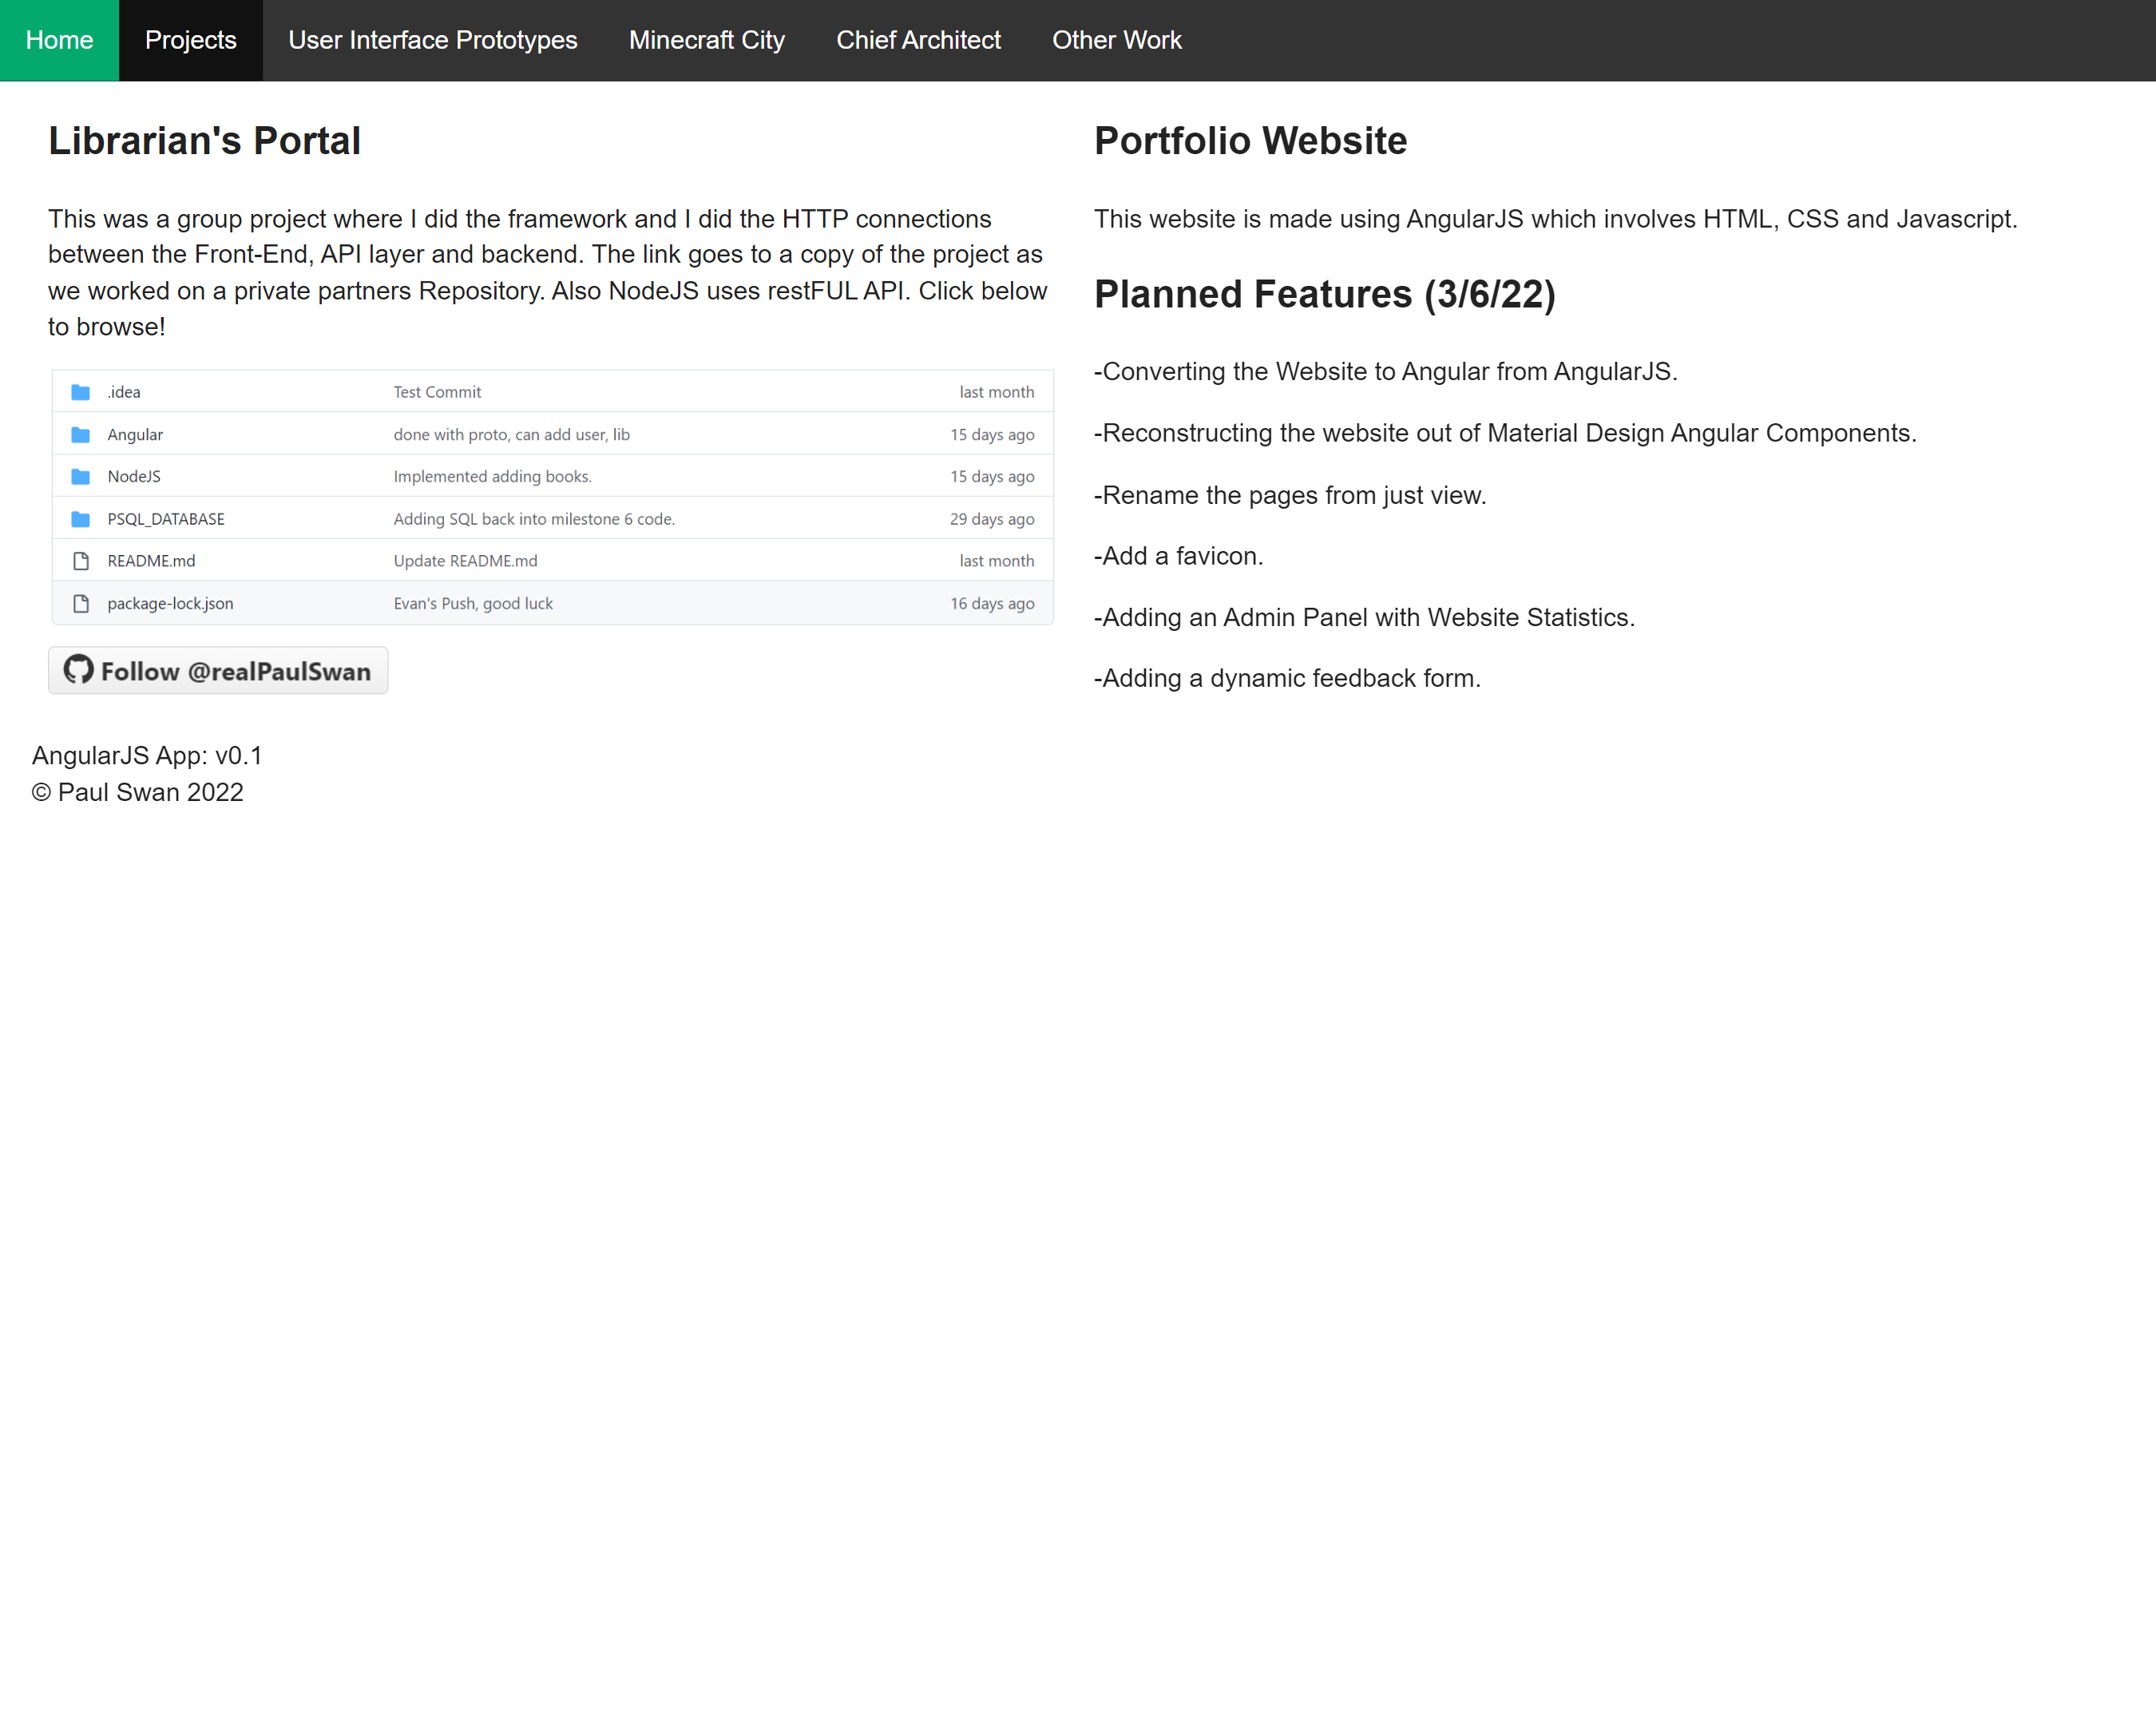 Home Projects User Interface Prototypes Minecraft City Chief Architect Other Work
Librarian's Portal
This was a group project where I did the framework and I did the HTTP connections
between the Front-End, API layer and backend. The link goes to a copy of the project as
we worked on a private partners Repository. Also NodeJS uses restFUL API. Click below
to browse!
.idea Test Commit last month
Angular done with proto, can add user, lib 15 days ago
NodeJS Implemented adding books. 15 days ago
PSQL_DATABASE Adding SQL back into milestone 6 code. 29 days ago
README.md Update README.md last month
package-lock.json Evan's Push, good luck 16 days ago
Follow @realPaulSwan
Portfolio Website
This website is made using AngularJS which involves HTML, CSS and Javascript.
Planned Features (3/6/22)
-Converting the Website to Angular from AngularJS.
-Reconstructing the website out of Material Design Angular Components.
-Rename the pages from just view.
-Add a favicon.
-Adding an Admin Panel with Website Statistics.
-Adding a dynamic feedback form.
AngularJS App: v0.1
© Paul Swan 2022